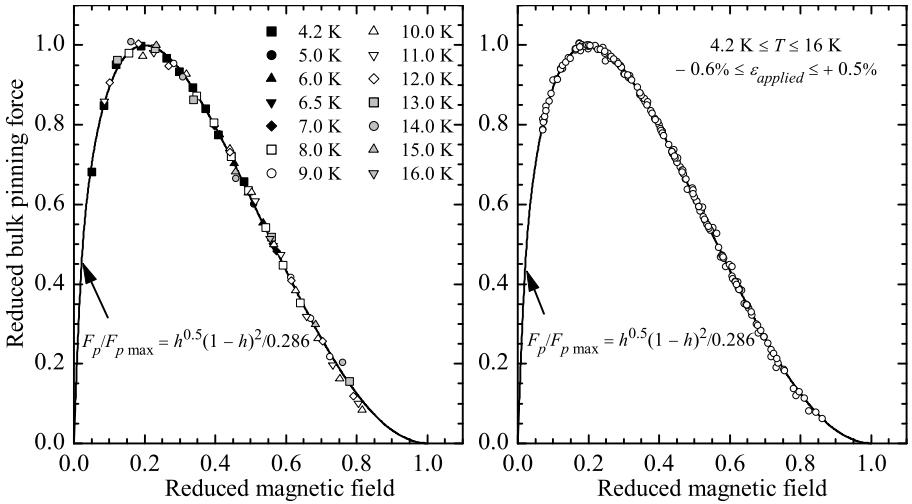 Reduced bulk pinning force
1.0
0.8
0.6
0.4
0.2
0.0
4.2 K
5.0 K
6.0 K
6.5 K
7.0 K
8.0 K
9.0 K
10.0 K
11.0 K
12.0 K
13.0 K
14.0 K
15.0 K
16.0 K
Fp/Fp max = h^0.5(1 − h)^2/0.286
0.0 0.2 0.4 0.6 0.8 1.0
Reduced magnetic field
1.0
0.8
0.6
0.4
0.2
0.0
4.2 K ≤ T ≤ 16 K
− 0.6% ≤ εapplied ≤ + 0.5%
Fp/Fp max = h^0.5(1 − h)^2/0.286
0.0 0.2 0.4 0.6 0.8 1.0
Reduced magnetic field